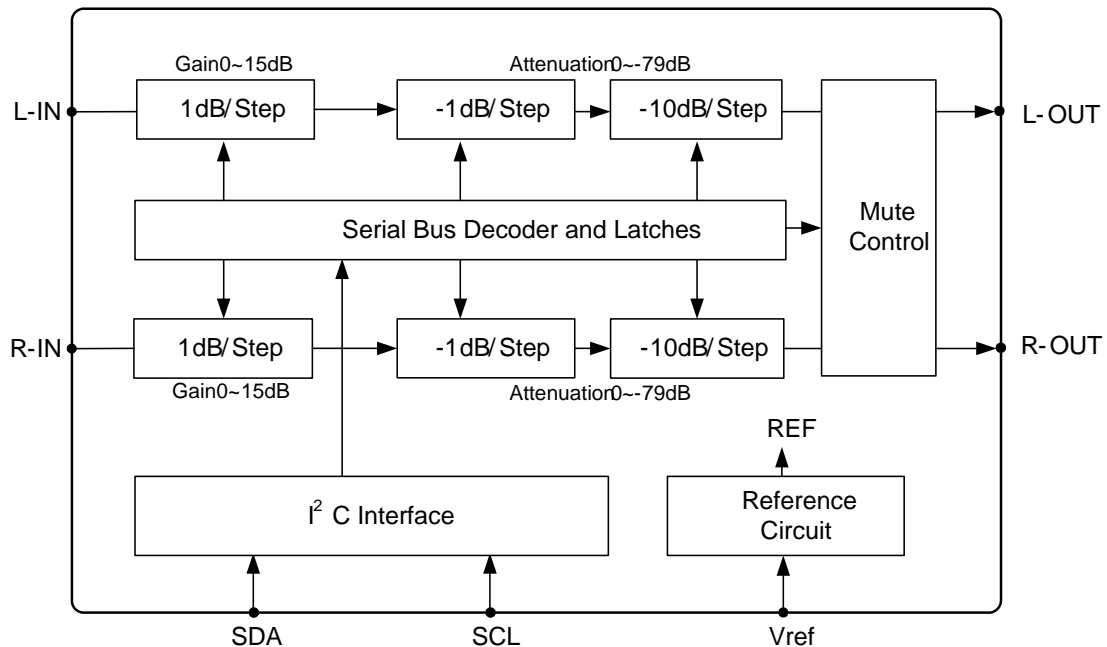 Gain0~15dB
Attenuation0~-79dB
L-IN
1dB/Step
-1dB/Step
-10dB/Step
L-OUT
Serial Bus Decoder and Latches
Mute
Control
R-IN
1dB/Step
-1dB/Step
-10dB/Step
R-OUT
Gain0~15dB
Attenuation0~-79dB
REF
I² C Interface
Reference
Circuit
SDA
SCL
Vref